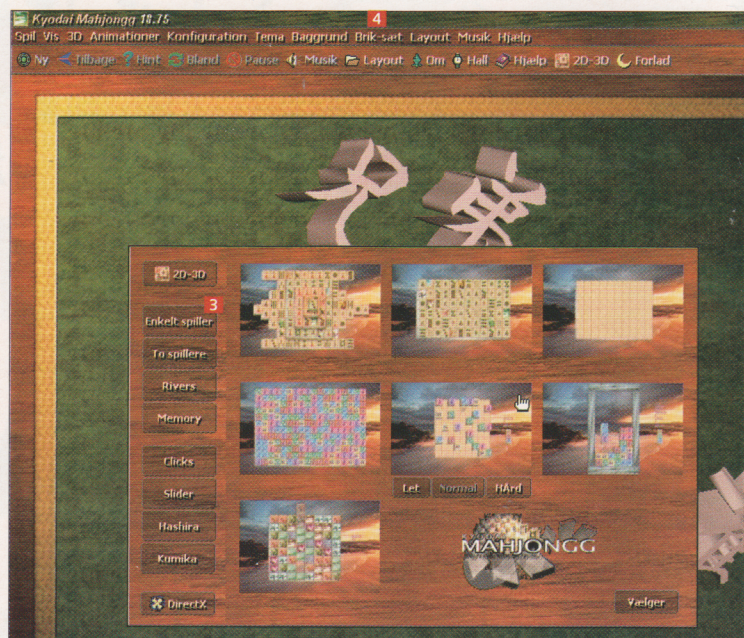 Kyodai Mahjongg 18.75
4
Spil Vis 3D Animationer Konfiguration Tema Baggrund Brik-sæt Layout Musik Hjælp
Ny Tilbage Hint Bland Pause Musik Layout Om Hall Hjælp 2D-3D Forlad
2D-3D
3
Enkelt spiller
To spillere
Rivers
Memory
Clicks
Slider
Hashira
Kumika
DirectX
Let Normal HÅrd
MAHJONGG
Vælger